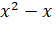 x² − x